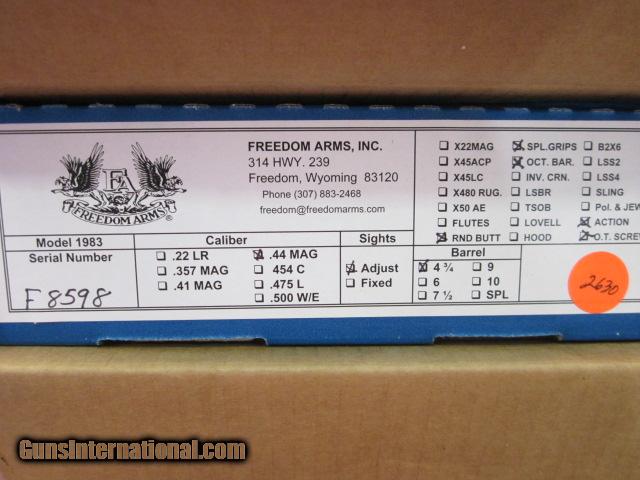 FREEDOM ARMS, INC.
314 HWY. 239
Freedom, Wyoming 83120
Phone (307) 883-2468
freedom@freedomarms.com
FA
FREEDOM ARMS®
☐ X22MAG ☒ SPL.GRIPS ☐ B2X6
☐ X45ACP ☒ OCT. BAR. ☐ LSS2
☐ X45LC ☐ INV. CRN. ☐ LSS4
☐ X480 RUG. ☐ LSBR ☐ SLING
☐ X50 AE ☐ TSOB ☐ Pol. & JEW
☐ FLUTES ☐ LOVELL ☒ ACTION
☒ RND BUTT ☐ HOOD ☒ O.T. SCREW
Model 1983
Serial Number
F8598
Caliber
☐ .22 LR ☒ .44 MAG
☐ .357 MAG ☐ 454 C
☐ .41 MAG ☐ .475 L
☐ .500 W/E
Sights
☒ Adjust
☐ Fixed
Barrel
☒ 4 ¾ ☐ 9
☐ 6 ☐ 10
☐ 7 ½ ☐ SPL
2630
GunsInternational.com